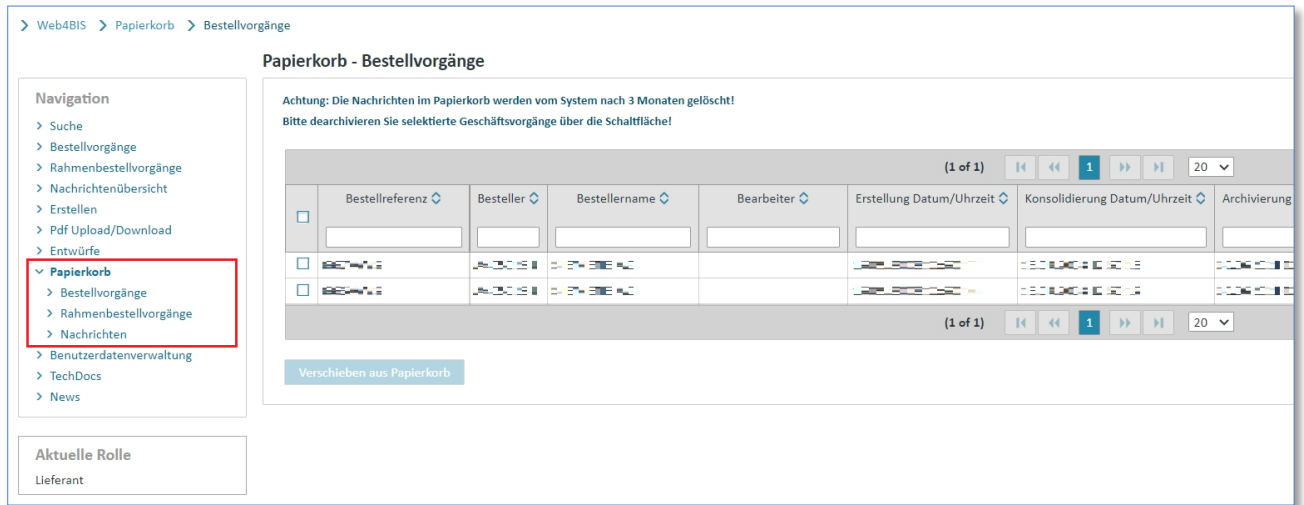 Web4BIS Papierkorb Bestellvorgänge
Papierkorb - Bestellvorgänge
Navigation
Suche
Bestellvorgänge
Rahmenbestellvorgänge
Nachrichtenübersicht
Erstellen
Pdf Upload/Download
Entwürfe
Papierkorb
Bestellvorgänge
Rahmenbestellvorgänge
Nachrichten
Benutzerdatenverwaltung
TechDocs
News
Aktuelle Rolle
Lieferant
Achtung: Die Nachrichten im Papierkorb werden vom System nach 3 Monaten gelöscht!
Bitte dearchivieren Sie selektierte Geschäftsvorgänge über die Schaltfläche!
(1 of 1) 1 20
Bestellreferenz Besteller Bestellername Bearbeiter Erstellung Datum/Uhrzeit Konsolidierung Datum/Uhrzeit Archivierung
(1 of 1) 1 20
Verschieben aus Papierkorb